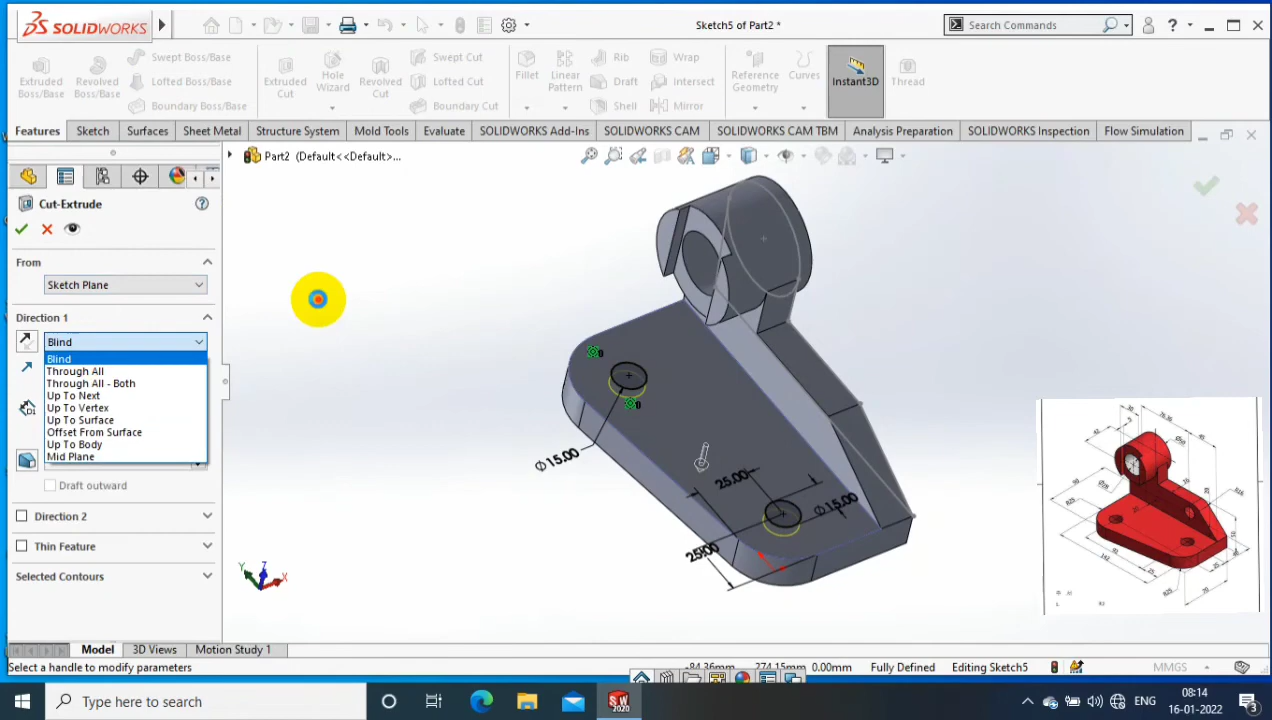 SOLIDWORKS
Sketch5 of Part2 *
Search Commands
Extruded Boss/Base
Revolved Boss/Base
Swept Boss/Base
Lofted Boss/Base
Boundary Boss/Base
Extruded Cut
Hole Wizard
Revolved Cut
Swept Cut
Lofted Cut
Boundary Cut
Fillet
Linear Pattern
Rib
Draft
Shell
Wrap
Intersect
Mirror
Reference Geometry
Curves
Instant3D
Thread
Features
Sketch
Surfaces
Sheet Metal
Structure System
Mold Tools
Evaluate
SOLIDWORKS Add-Ins
SOLIDWORKS CAM
SOLIDWORKS CAM TBM
Analysis Preparation
SOLIDWORKS Inspection
Flow Simulation
Part2 (Default<<Default>...
Cut-Extrude
From
Sketch Plane
Direction 1
Blind
Blind
Through All
Through All - Both
Up To Next
Up To Vertex
Up To Surface
Offset From Surface
Up To Body
Mid Plane
Draft outward
Direction 2
Thin Feature
Selected Contours
Ø15.00
25.00
Ø15.00
25.00
Y
Z
X
Model
3D Views
Motion Study 1
Select a handle to modify parameters
-84.36mm
274.15mm
0.00mm
Fully Defined
Editing Sketch5
MMGS
Type here to search
SW
2020
ENG
08:14
16-01-2022
3